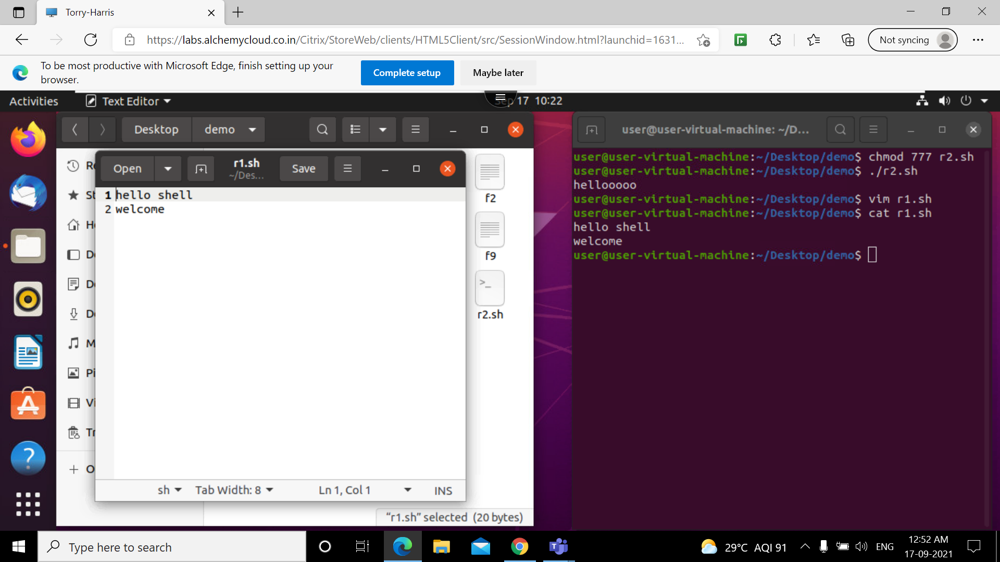 Torry-Harris
https://labs.alchemycloud.co.in/Citrix/StoreWeb/clients/HTML5Client/src/SessionWindow.html?launchid=1631...
Not syncing
To be most productive with Microsoft Edge, finish setting up your
browser.
Complete setup
Maybe later
Activities
Text Editor
Sep 17 10:22
Desktop
demo
user@user-virtual-machine: ~/D...
Open
r1.sh
~/Des...
Save
1 hello shell
2 welcome
Re
St
Ho
De
Do
Do
M
Pi
Vi
Tr
O
f2
f9
r2.sh
sh
Tab Width: 8
Ln 1, Col 1
INS
“r1.sh” selected (20 bytes)
user@user-virtual-machine:~/Desktop/demo$ chmod 777 r2.sh
user@user-virtual-machine:~/Desktop/demo$ ./r2.sh
hellooooo
user@user-virtual-machine:~/Desktop/demo$ vim r1.sh
user@user-virtual-machine:~/Desktop/demo$ cat r1.sh
hello shell
welcome
user@user-virtual-machine:~/Desktop/demo$
Type here to search
29°C AQI 91
ENG
12:52 AM
17-09-2021